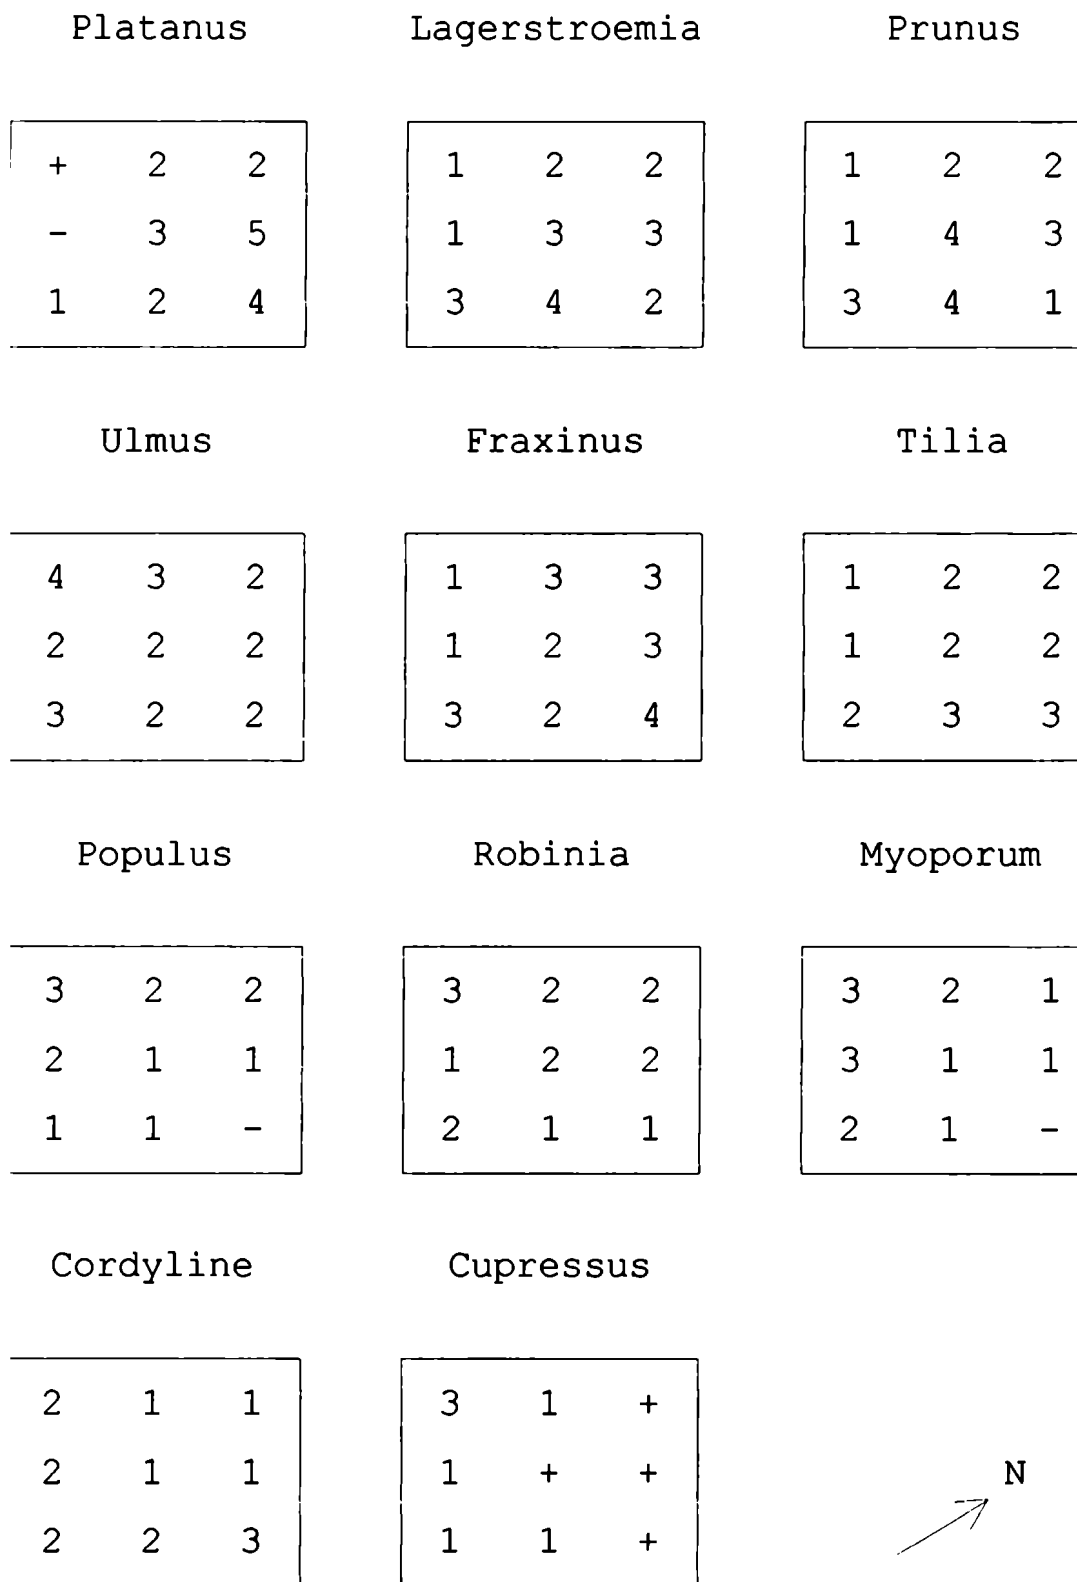 Platanus Lagerstroemia Prunus
+ 2 2 1 2 2 1 2 2
- 3 5 1 3 3 1 4 3
1 2 4 3 4 2 3 4 1
Ulmus Fraxinus Tilia
4 3 2 1 3 3 1 2 2
2 2 2 1 2 3 1 2 2
3 2 2 3 2 4 2 3 3
Populus Robinia Myoporum
3 2 2 3 2 2 3 2 1
2 1 1 1 2 2 3 1 1
1 1 - 2 1 1 2 1 -
Cordyline Cupressus
2 1 1 3 1 +
2 1 1 1 + + N
2 2 3 1 1 +